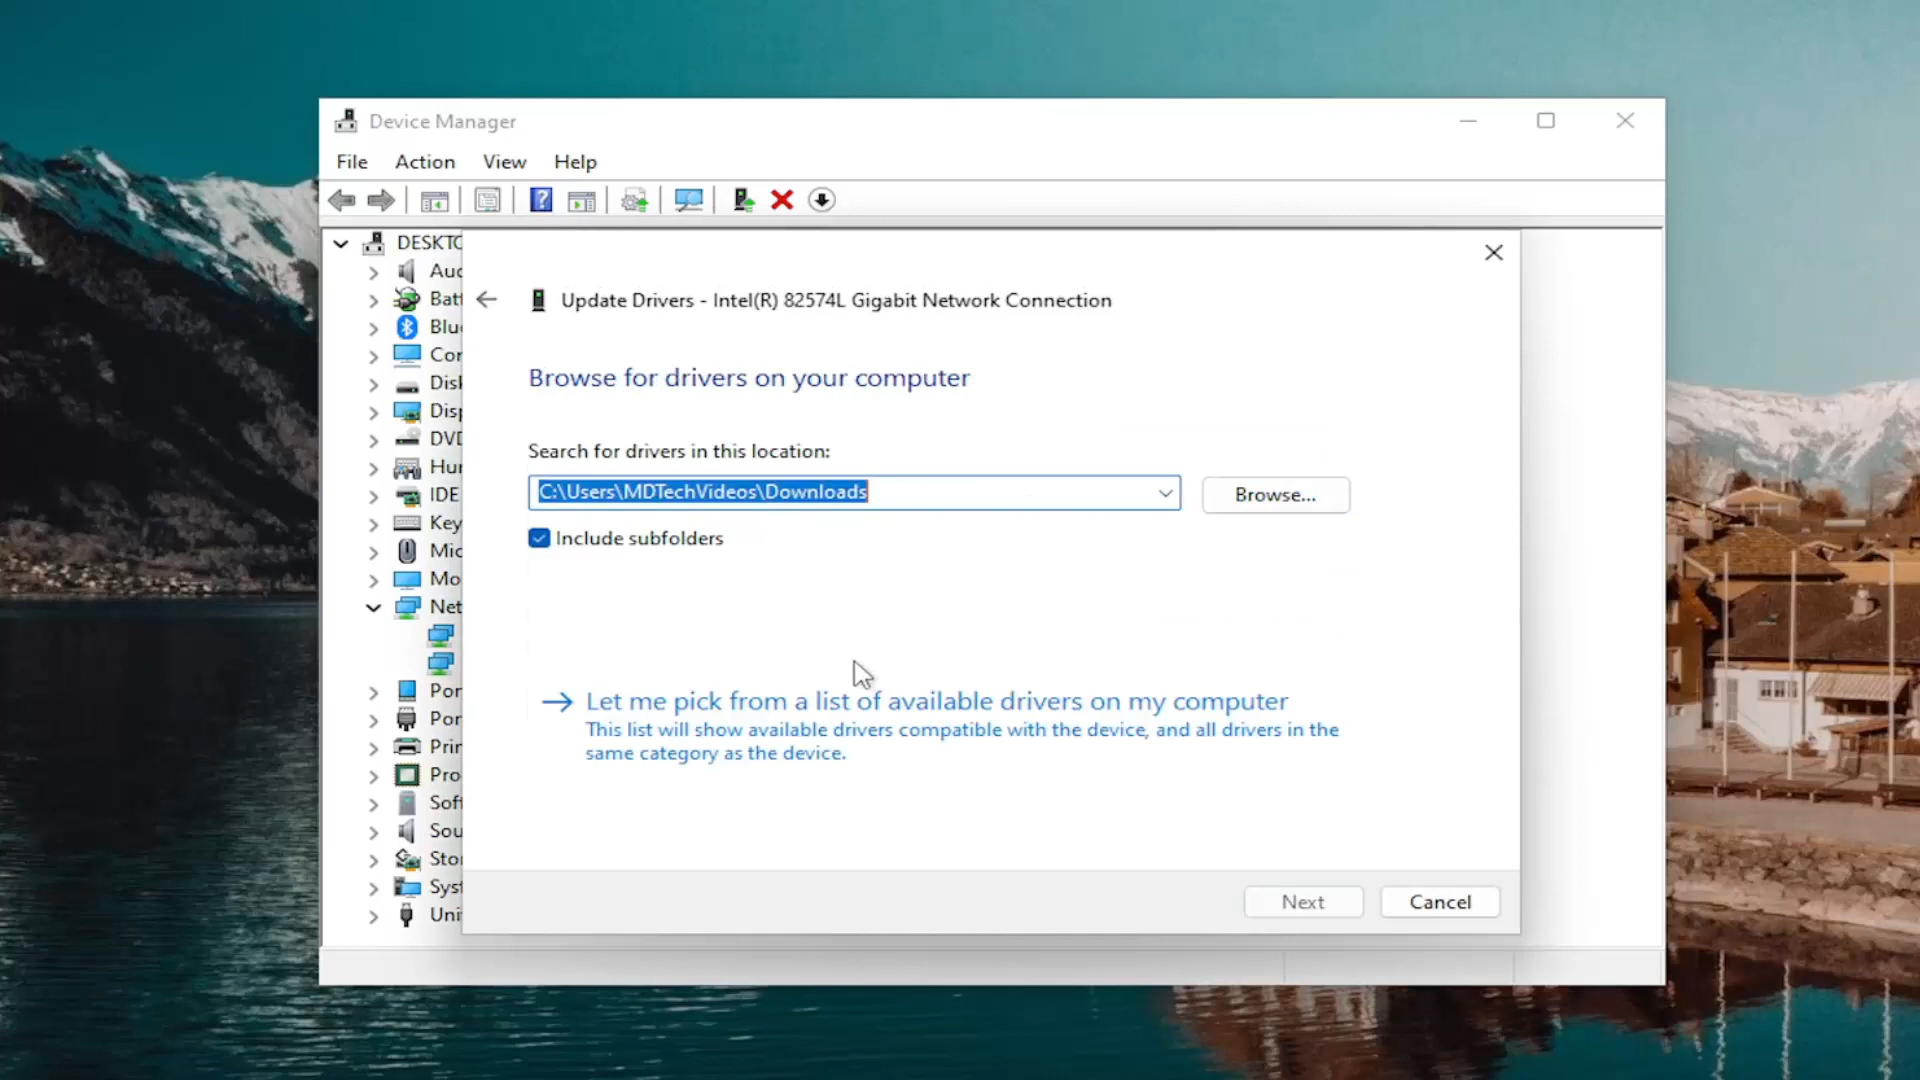 Device Manager
File Action View Help
DESKTO
Aud
Batt
Blue
Cor
Disk
Disp
DVD
Hur
IDE
Key
Mic
Mo
Net
Por
Por
Prin
Pro
Soft
Sou
Sto
Syst
Uni
Update Drivers - Intel(R) 82574L Gigabit Network Connection
Browse for drivers on your computer
Search for drivers in this location:
C:\Users\MDTechVideos\Downloads
Browse...
Include subfolders
Let me pick from a list of available drivers on my computer
This list will show available drivers compatible with the device, and all drivers in the
same category as the device.
Next
Cancel